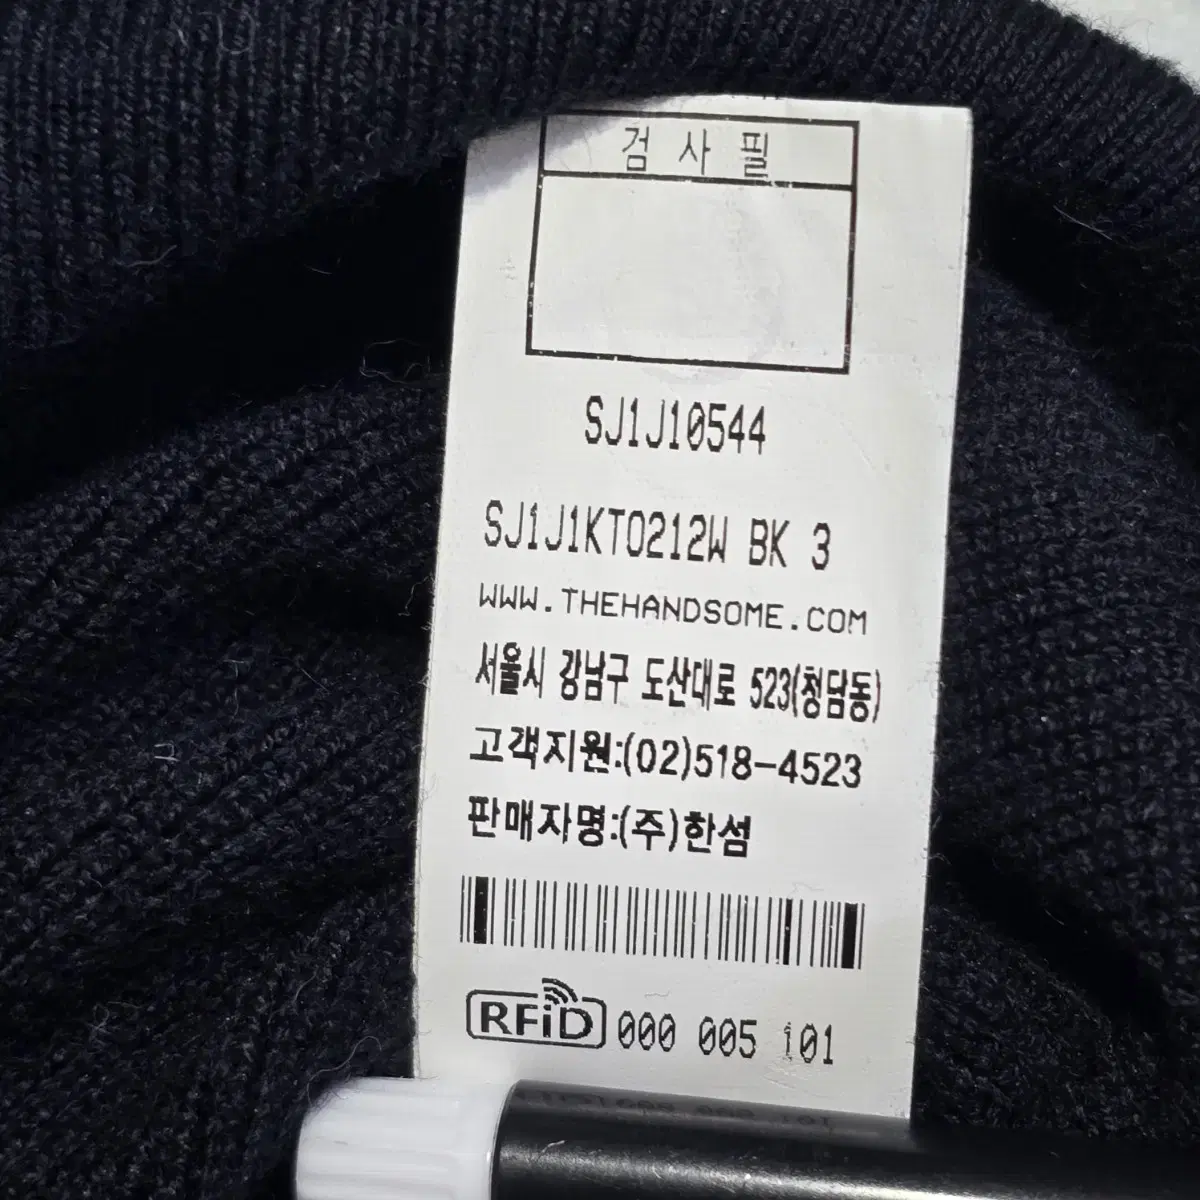 검 사 필
SJ1J10544
SJ1J1KTO212W BK 3
WWW.THEHANDSOME.COM
서울시 강남구 도산대로 523(청담동)
고객지원:(02)518-4523
판매자명:(주)한섬
RFiD 000 005 101